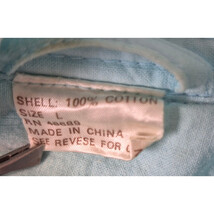 SHELL: 100% COTTON
SIZE L
RN
MADE IN CHINA
SEE REVESE FOR